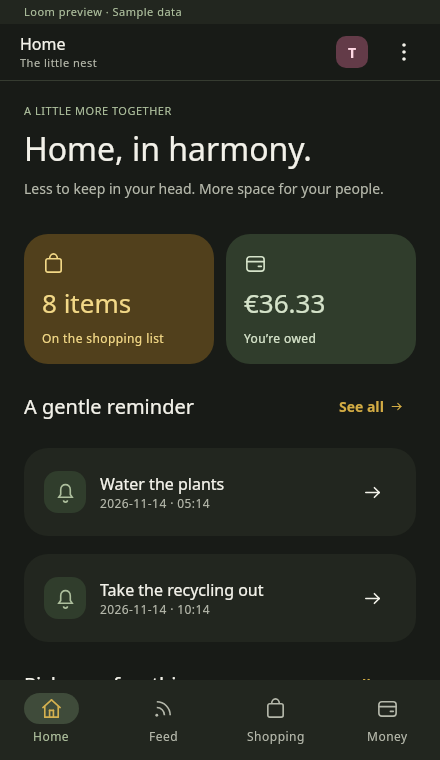 Loom preview · Sample data
Home
The little nest
T
A LITTLE MORE TOGETHER
Home, in harmony.
Less to keep in your head. More space for your people.
8 items
On the shopping list
€36.33
You're owed
A gentle reminder
See all →
Water the plants
2026-11-14 · 05:14
Take the recycling out
2026-11-14 · 10:14
Home
Feed
Shopping
Money